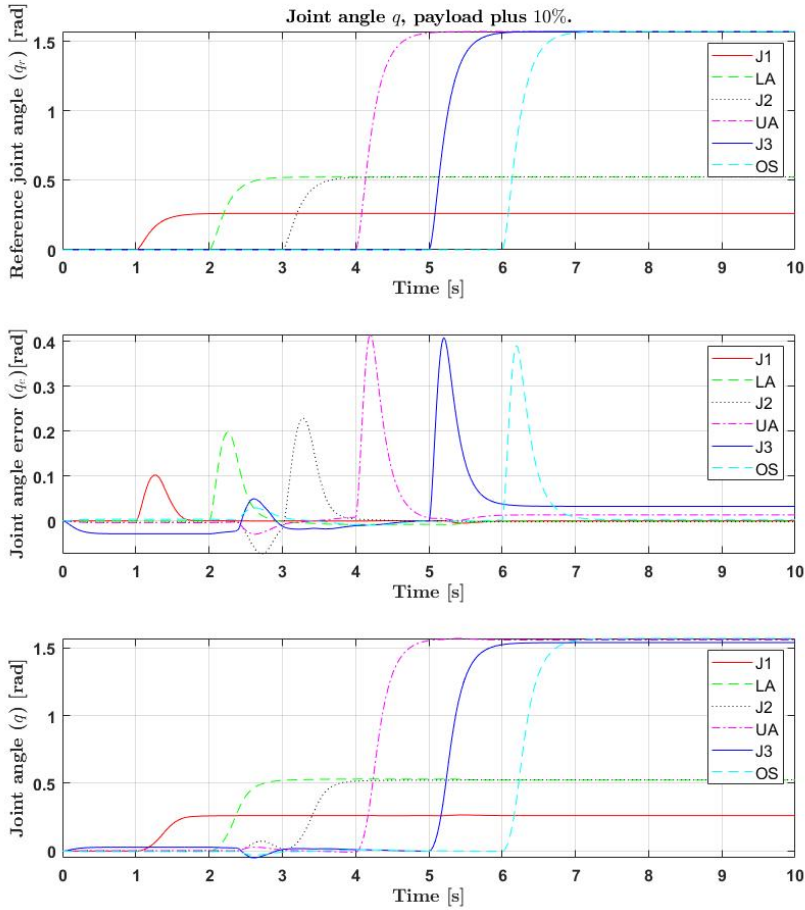 Joint angle q, payload plus 10%.
Reference joint angle (q_r) [rad]
1.5
1
0.5
0
J1
LA
J2
UA
J3
OS
0 1 2 3 4 5 6 7 8 9 10
Time [s]
Joint angle error (q_e)[rad]
0.4
0.3
0.2
0.1
0
J1
LA
J2
UA
J3
OS
0 1 2 3 4 5 6 7 8 9 10
Time [s]
Joint angle (q) [rad]
1.5
1
0.5
0
J1
LA
J2
UA
J3
OS
0 1 2 3 4 5 6 7 8 9 10
Time [s]